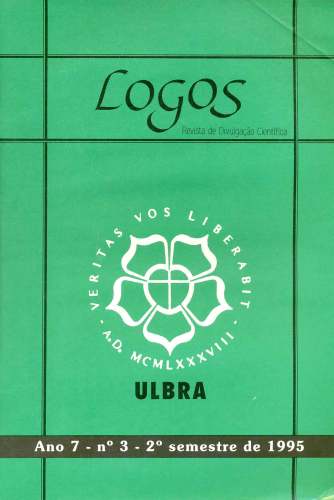 Logos
Revista de Divulgação Científica
VERITAS VOS LIBERABIT
- A.D. MCMLXXXVIII -
ULBRA
Ano 7 - nº 3 - 2º semestre de 1995